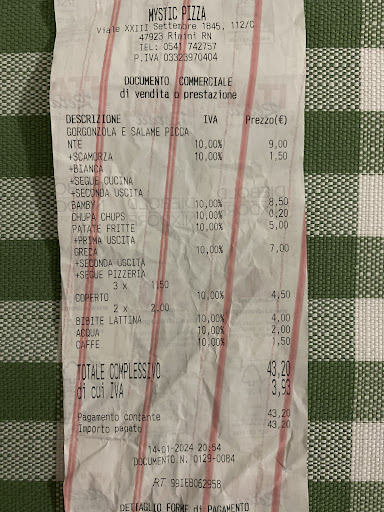 MYSTIC PIZZA
Viale XXIII Settembre 1845, 112/C
47923 Rimini RN
TEL: 0541 742757
P.IVA 03323970404
DOCUMENTO COMMERCIALE
di vendita o prestazione
DESCRIZIONE IVA Prezzo(€)
GORGONZOLA E SALAME PICCA
NTE 10,00% 9,00
+SCAMORZA 10,00% 1,50
+BIANCA
+SEGUE CUCINA
+SECONDA USCITA
BAMBY 10,00% 8,50
CHUPA CHUPS 10,00% 0,20
PATATE FRITTE 10,00% 5,00
+PRIMA USCITA
GRECA 10,00% 7,00
+SECONDA USCITA
+SEGUE PIZZERIA
3 x 1,50
COPERTO 10,00% 4,50
2 x 2,00
BIBITE LATTINA 10,00% 4,00
ACQUA 10,00% 2,00
CAFFE 10,00% 1,50
TOTALE COMPLESSIVO 43,20
di cui IVA 3,93
Pagamento contante 43,20
Importo pagato 43,20
14-01-2024 20:54
DOCUMENTO N. 0129-0084
RT 99IEB062958
DETTAGLIO FORME di PAGAMENTO